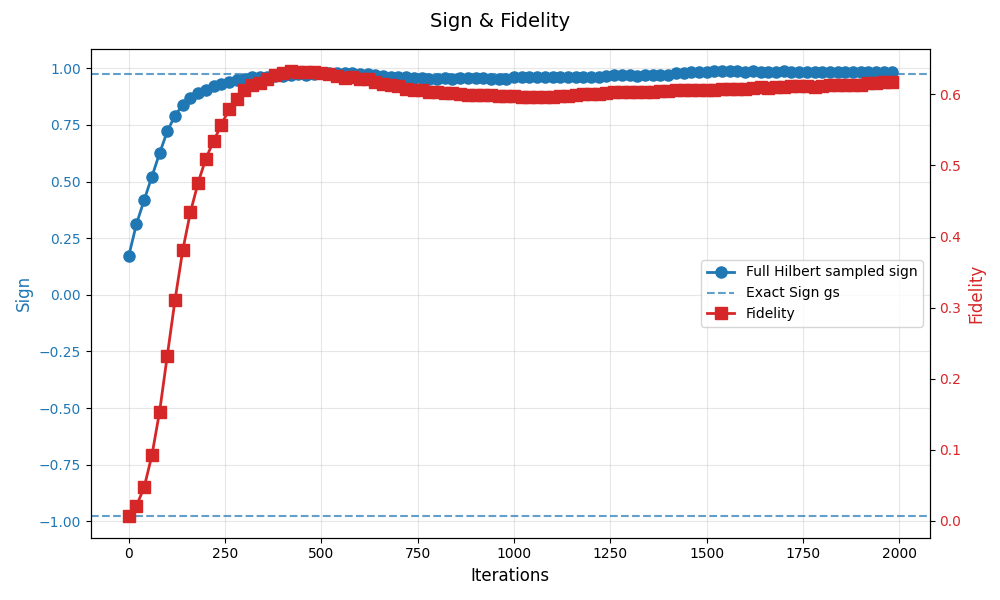 Sign & Fidelity
1.00
0.75
0.50
0.25
0.00
−0.25
−0.50
−0.75
−1.00
Sign
0.6
0.5
0.4
0.3
0.2
0.1
0.0
Fidelity
Full Hilbert sampled sign
Exact Sign gs
Fidelity
0 250 500 750 1000 1250 1500 1750 2000
Iterations